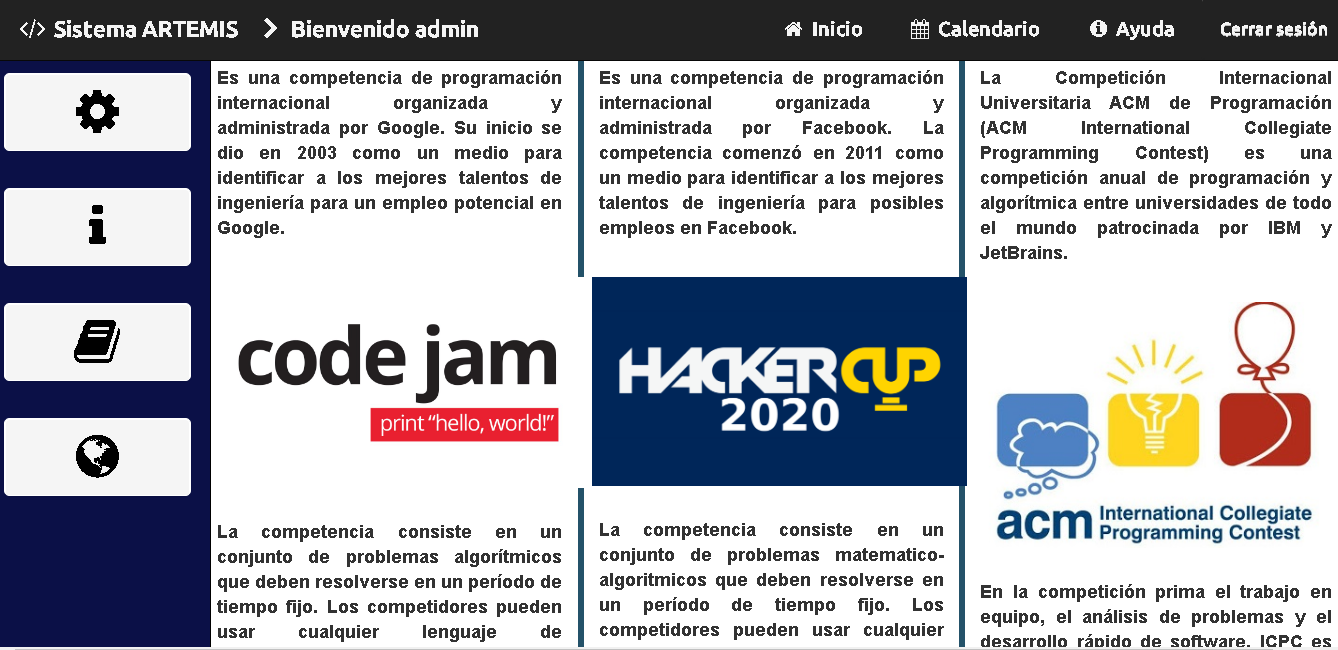 </> Sistema ARTEMIS Bienvenido admin Inicio Calendario Ayuda Cerrar sesión
Es una competencia de programación
internacional organizada y
administrada por Google. Su inicio se
dio en 2003 como un medio para
identificar a los mejores talentos de
ingeniería para un empleo potencial en
Google.
code jam
print "hello, world!"
La competencia consiste en un
conjunto de problemas algorítmicos
que deben resolverse en un período de
tiempo fijo. Los competidores pueden
usar cualquier lenguaje de
Es una competencia de programación
internacional organizada y
administrada por Facebook. La
competencia comenzó en 2011 como
un medio para identificar a los mejores
talentos de ingeniería para posibles
empleos en Facebook.
HACKERCUP
2020
La competencia consiste en un
conjunto de problemas matematico-
algoritmicos que deben resolverse en
un período de tiempo fijo. Los
competidores pueden usar cualquier
La Competición Internacional
Universitaria ACM de Programación
(ACM International Collegiate
Programming Contest) es una
competición anual de programación y
algorítmica entre universidades de todo
el mundo patrocinada por IBM y
JetBrains.
acm International Collegiate
Programming Contest
En la competición prima el trabajo en
equipo, el análisis de problemas y el
desarrollo rápido de software. ICPC es